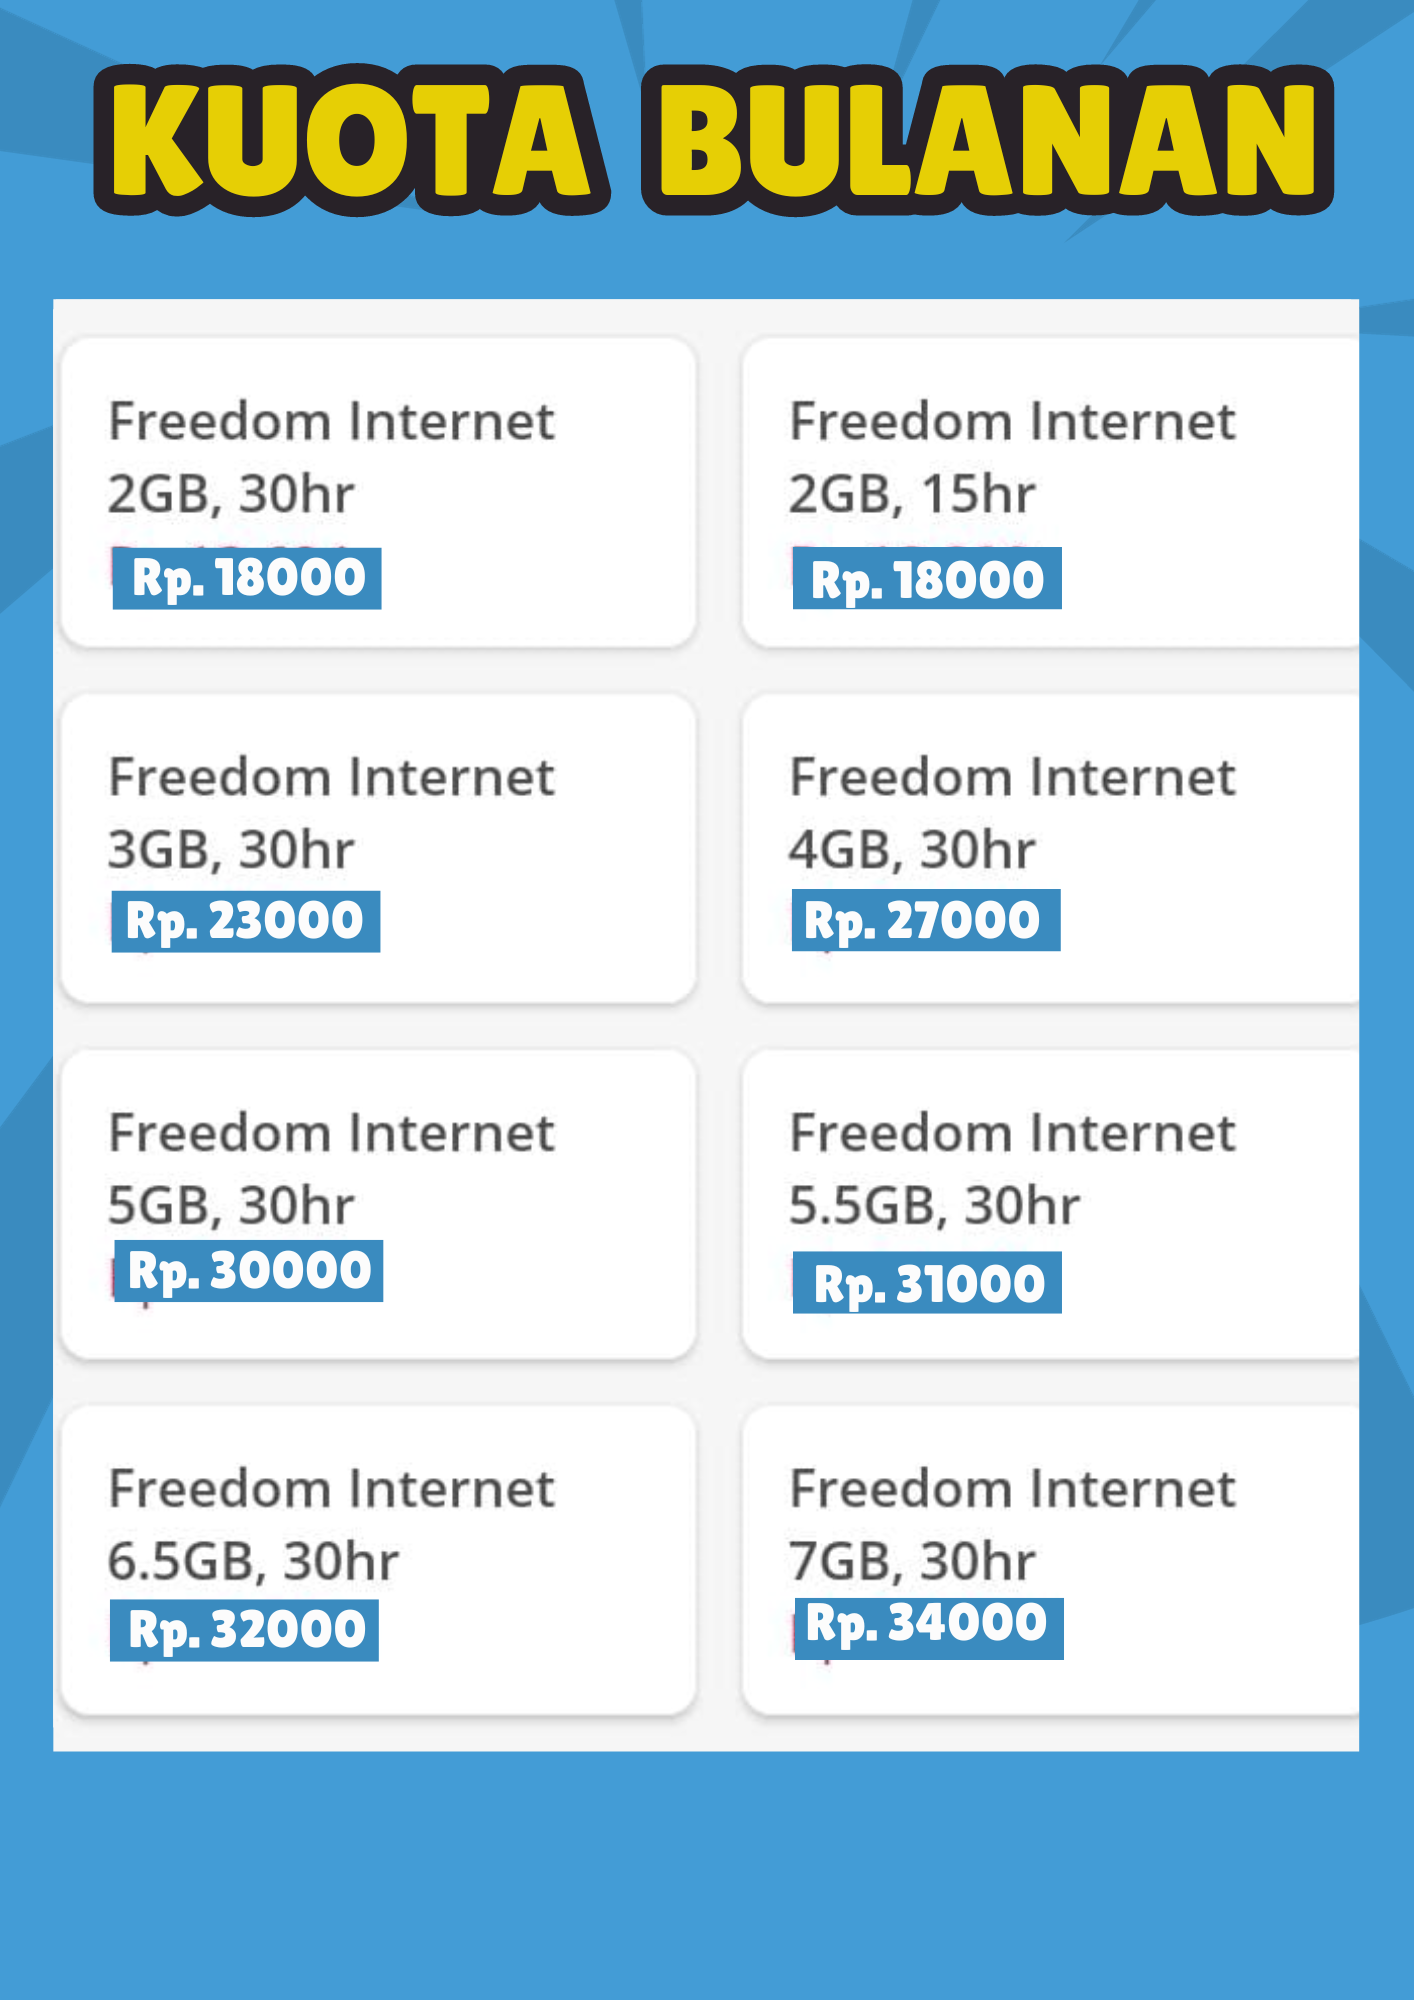 KUOTA BULANAN
Freedom Internet
2GB, 30hr
Rp. 18000
Freedom Internet
2GB, 15hr
Rp. 18000
Freedom Internet
3GB, 30hr
Rp. 23000
Freedom Internet
4GB, 30hr
Rp. 27000
Freedom Internet
5GB, 30hr
Rp. 30000
Freedom Internet
5.5GB, 30hr
Rp. 31000
Freedom Internet
6.5GB, 30hr
Rp. 32000
Freedom Internet
7GB, 30hr
Rp. 34000